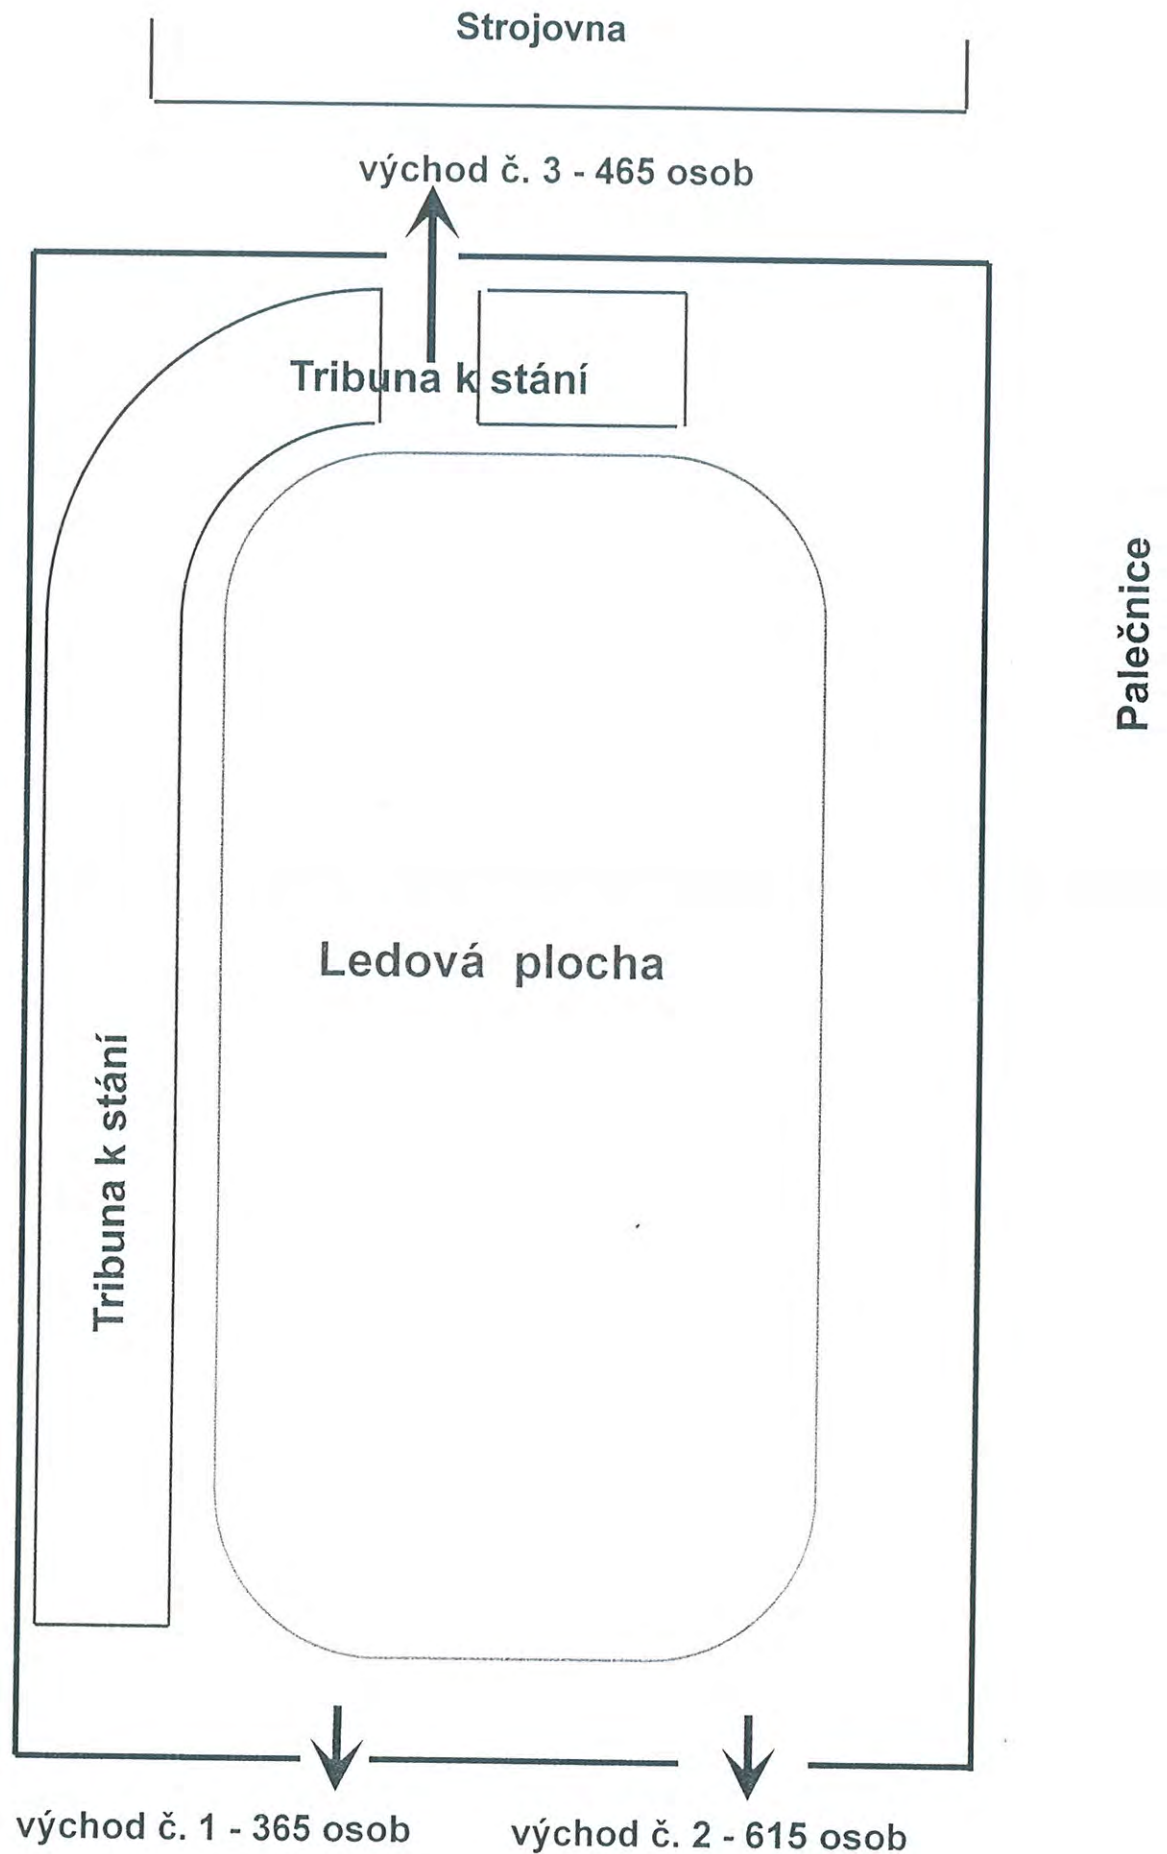 Strojovna
východ č. 3 - 465 osob
Tribuna k stání
Palečnice
Ledová plocha
Tribuna k stání
východ č. 1 - 365 osob
východ č. 2 - 615 osob